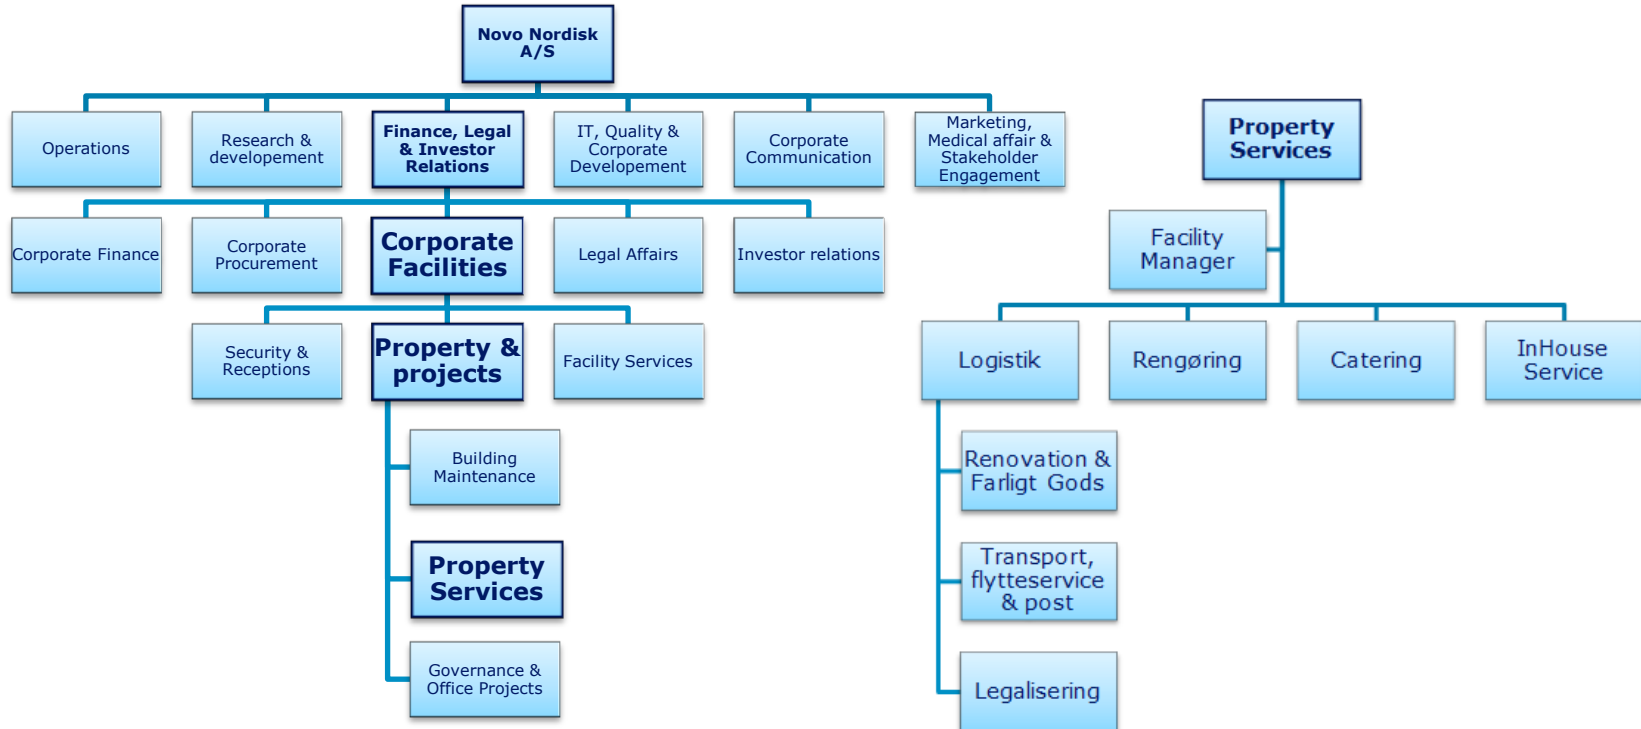 Novo Nordisk
A/S
Operations
Research &
developement
Finance, Legal
& Investor
Relations
IT, Quality &
Corporate
Developement
Corporate
Communication
Marketing,
Medical affair &
Stakeholder
Engagement
Corporate Finance
Corporate
Procurement
Corporate
Facilities
Legal Affairs
Investor relations
Security &
Receptions
Property &
projects
Facility Services
Building
Maintenance
Property
Services
Governance &
Office Projects
Property
Services
Facility
Manager
Logistik
Rengøring
Catering
InHouse
Service
Renovation &
Farligt Gods
Transport,
flytteservice
& post
Legalisering